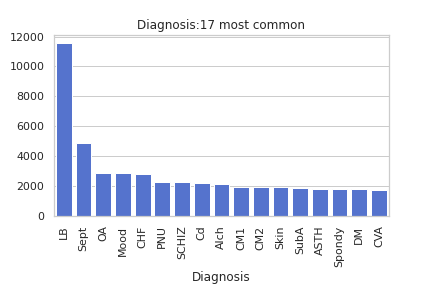 Diagnosis:17 most common
12000
10000
8000
6000
4000
2000
0
LB
Sept
OA
Mood
CHF
PNU
SCHIZ
Cd
Alch
CM1
CM2
Skin
SubA
ASTH
Spondy
DM
CVA
Diagnosis